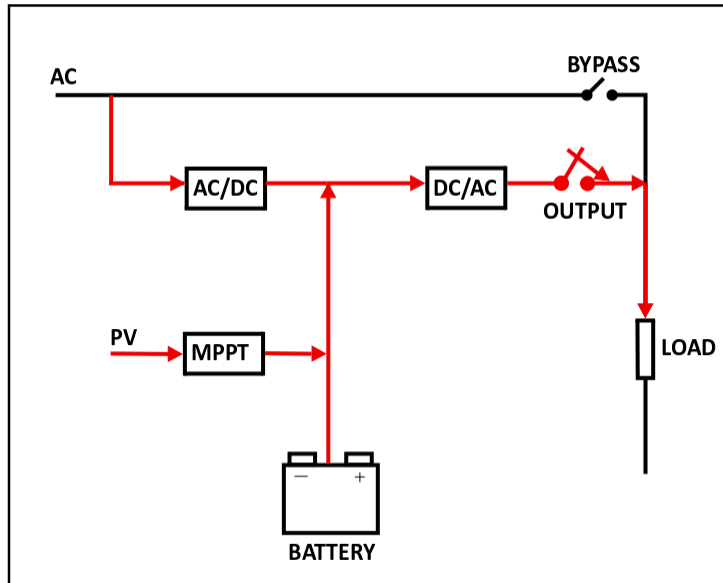 BYPASS
AC
AC/DC
DC/AC
OUTPUT
PV
MPPT
LOAD
— +
BATTERY